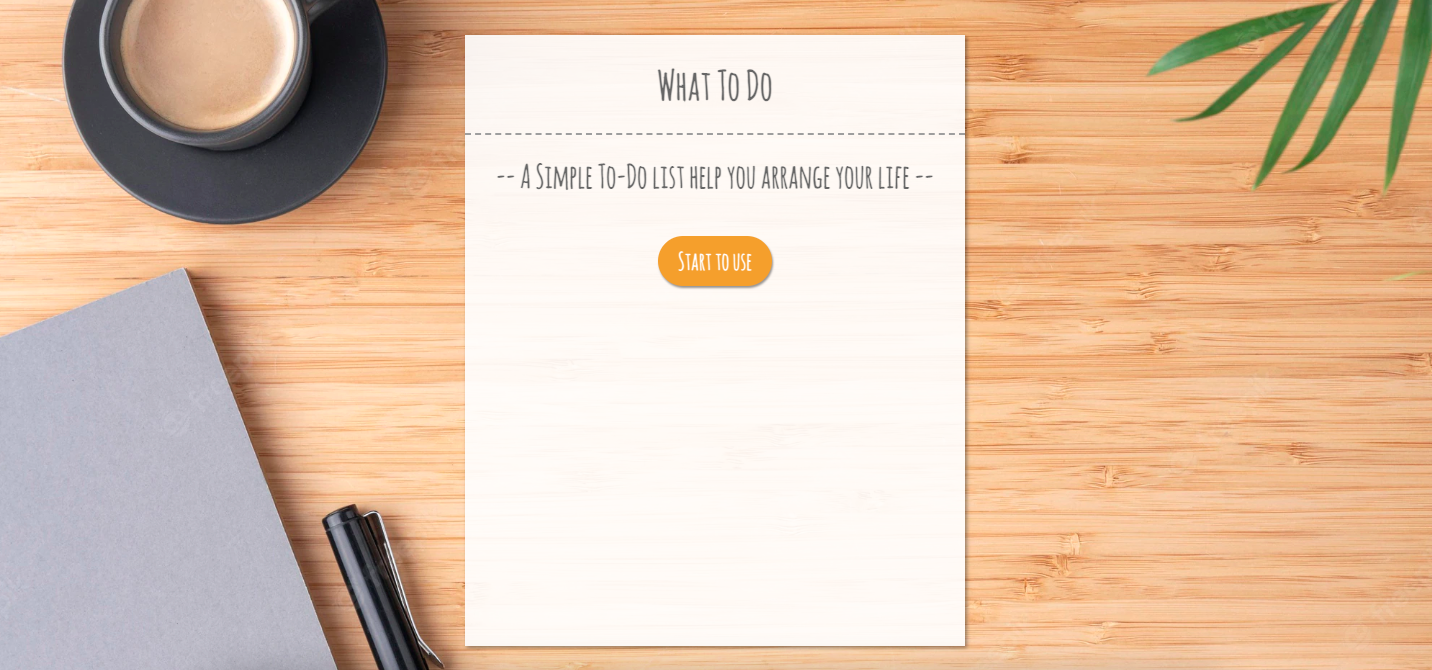 What To Do
-- A Simple To-Do list help you arrange your life --
Start to use